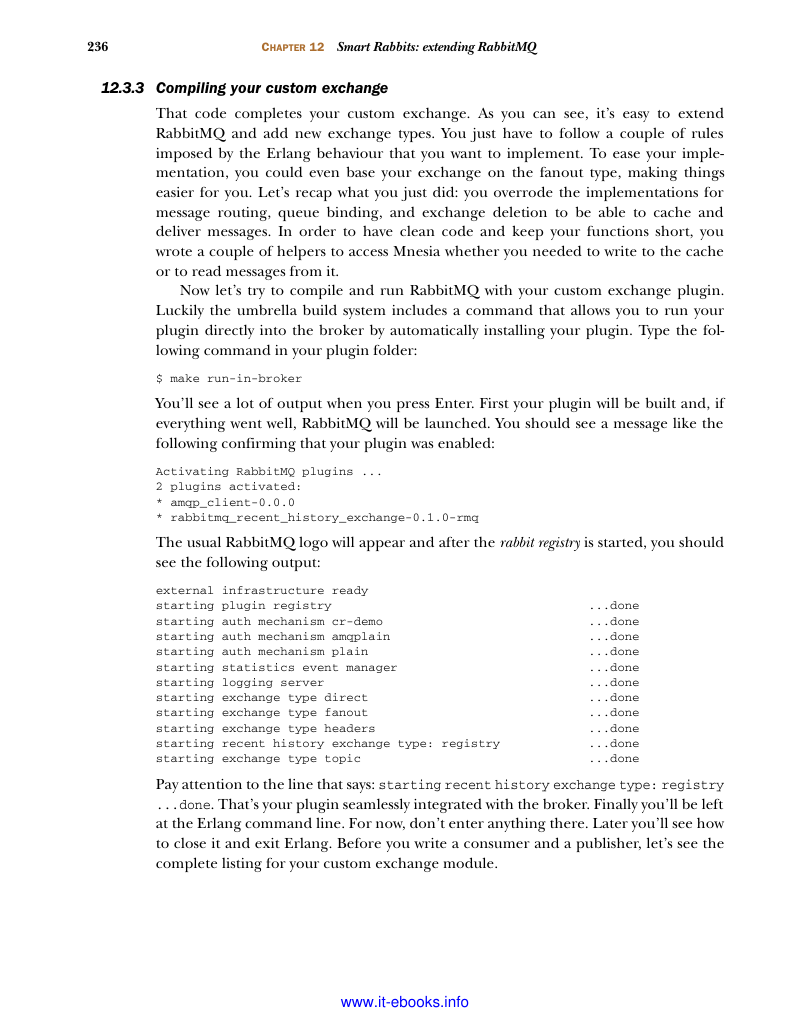 236 CHAPTER 12 Smart Rabbits: extending RabbitMQ
12.3.3 Compiling your custom exchange
That code completes your custom exchange. As you can see, it's easy to extend
RabbitMQ and add new exchange types. You just have to follow a couple of rules
imposed by the Erlang behaviour that you want to implement. To ease your imple-
mentation, you could even base your exchange on the fanout type, making things
easier for you. Let's recap what you just did: you overrode the implementations for
message routing, queue binding, and exchange deletion to be able to cache and
deliver messages. In order to have clean code and keep your functions short, you
wrote a couple of helpers to access Mnesia whether you needed to write to the cache
or to read messages from it.
Now let's try to compile and run RabbitMQ with your custom exchange plugin.
Luckily the umbrella build system includes a command that allows you to run your
plugin directly into the broker by automatically installing your plugin. Type the fol-
lowing command in your plugin folder:
$ make run-in-broker
You'll see a lot of output when you press Enter. First your plugin will be built and, if
everything went well, RabbitMQ will be launched. You should see a message like the
following confirming that your plugin was enabled:
Activating RabbitMQ plugins ...
2 plugins activated:
* amqp_client-0.0.0
* rabbitmq_recent_history_exchange-0.1.0-rmq
The usual RabbitMQ logo will appear and after the rabbit registry is started, you should
see the following output:
external infrastructure ready
starting plugin registry ...done
starting auth mechanism cr-demo ...done
starting auth mechanism amqplain ...done
starting auth mechanism plain ...done
starting statistics event manager ...done
starting logging server ...done
starting exchange type direct ...done
starting exchange type fanout ...done
starting exchange type headers ...done
starting recent history exchange type: registry ...done
starting exchange type topic ...done
Pay attention to the line that says: starting recent history exchange type: registry
...done. That's your plugin seamlessly integrated with the broker. Finally you'll be left
at the Erlang command line. For now, don't enter anything there. Later you'll see how
to close it and exit Erlang. Before you write a consumer and a publisher, let's see the
complete listing for your custom exchange module.
www.it-ebooks.info